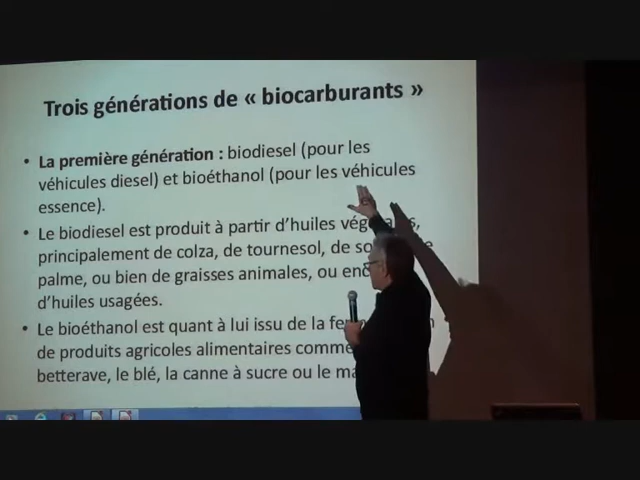 Trois générations de « biocarburants »
• La première génération : biodiesel (pour les
véhicules diesel) et bioéthanol (pour les véhicules
essence).
• Le biodiesel est produit à partir d'huiles
principalement de colza, de tournesol, de
palme, ou bien de graisses animales, ou
d'huiles usagées.
• Le bioéthanol est quant à lui issu de la
de produits agricoles alimentaires comme
betterave, le blé, la canne à sucre ou le